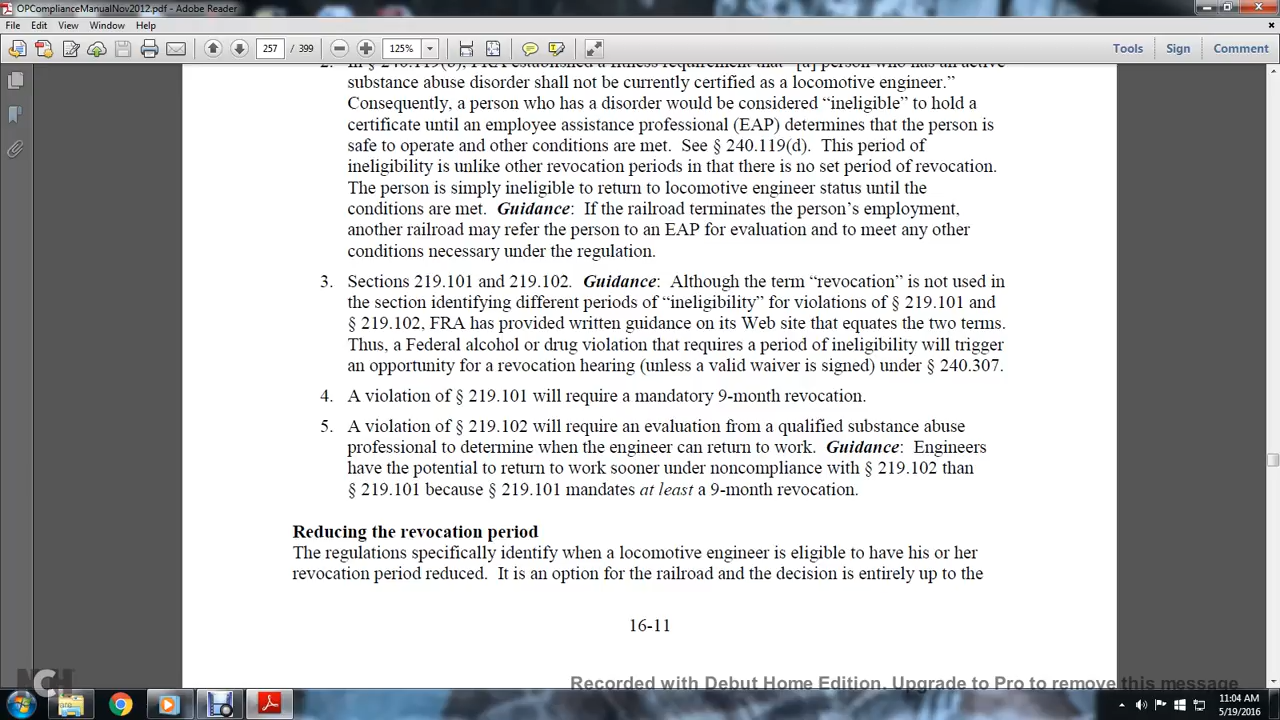 OPComplianceManualNov2012.pdf - Adobe Reader
File Edit View Window Help
257 / 399 125% Tools Sign Comment
2. In § 240.119(b), FRA established a fitness requirement that “[a] person who has an active
substance abuse disorder shall not be currently certified as a locomotive engineer.”
Consequently, a person who has a disorder would be considered “ineligible” to hold a
certificate until an employee assistance professional (EAP) determines that the person is
safe to operate and other conditions are met. See § 240.119(d). This period of
ineligibility is unlike other revocation periods in that there is no set period of revocation.
The person is simply ineligible to return to locomotive engineer status until the
conditions are met. Guidance: If the railroad terminates the person’s employment,
another railroad may refer the person to an EAP for evaluation and to meet any other
conditions necessary under the regulation.
3. Sections 219.101 and 219.102. Guidance: Although the term “revocation” is not used in
the section identifying different periods of “ineligibility” for violations of § 219.101 and
§ 219.102, FRA has provided written guidance on its Web site that equates the two terms.
Thus, a Federal alcohol or drug violation that requires a period of ineligibility will trigger
an opportunity for a revocation hearing (unless a valid waiver is signed) under § 240.307.
4. A violation of § 219.101 will require a mandatory 9-month revocation.
5. A violation of § 219.102 will require an evaluation from a qualified substance abuse
professional to determine when the engineer can return to work. Guidance: Engineers
have the potential to return to work sooner under noncompliance with § 219.102 than
§ 219.101 because § 219.101 mandates at least a 9-month revocation.
Reducing the revocation period
The regulations specifically identify when a locomotive engineer is eligible to have his or her
revocation period reduced. It is an option for the railroad and the decision is entirely up to the
16-11
NCH
Recorded with Debut Home Edition. Upgrade to Pro to remove this message
11:04 AM
5/19/2016